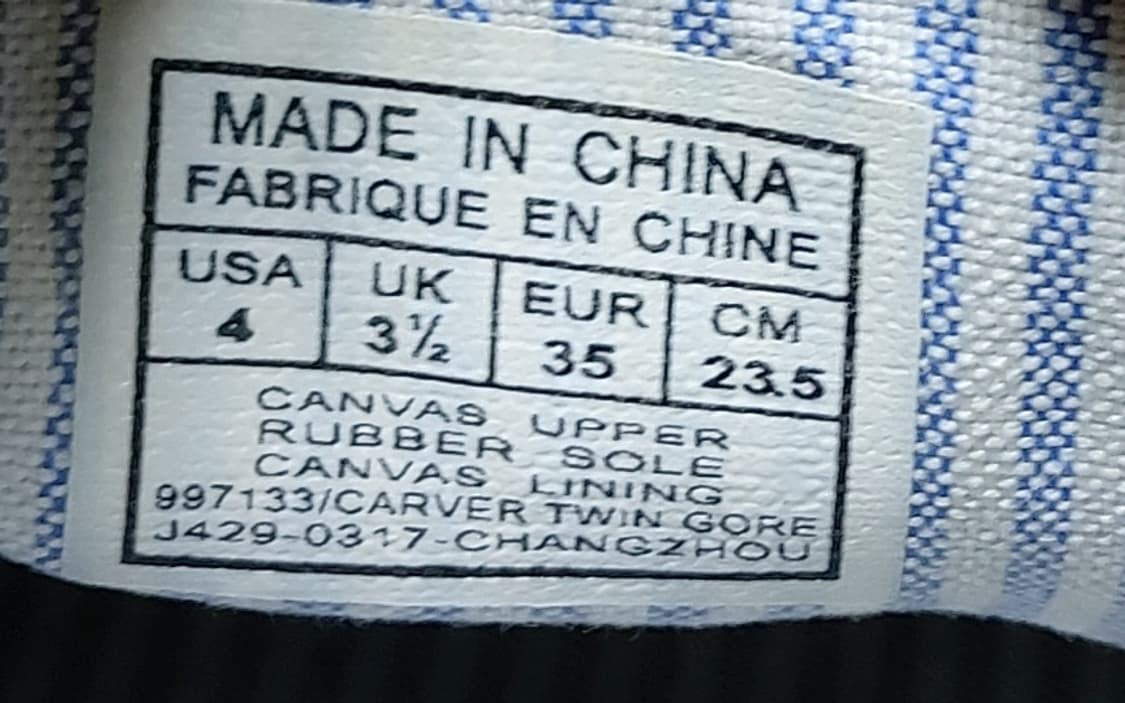 MADE IN CHINA
FABRIQUE EN CHINE
USA UK EUR CM
4 3½ 35 23.5
CANVAS UPPER
RUBBER SOLE
CANVAS LINING
997133/CARVER TWIN GORE
J429-0317-CHANGZHOU